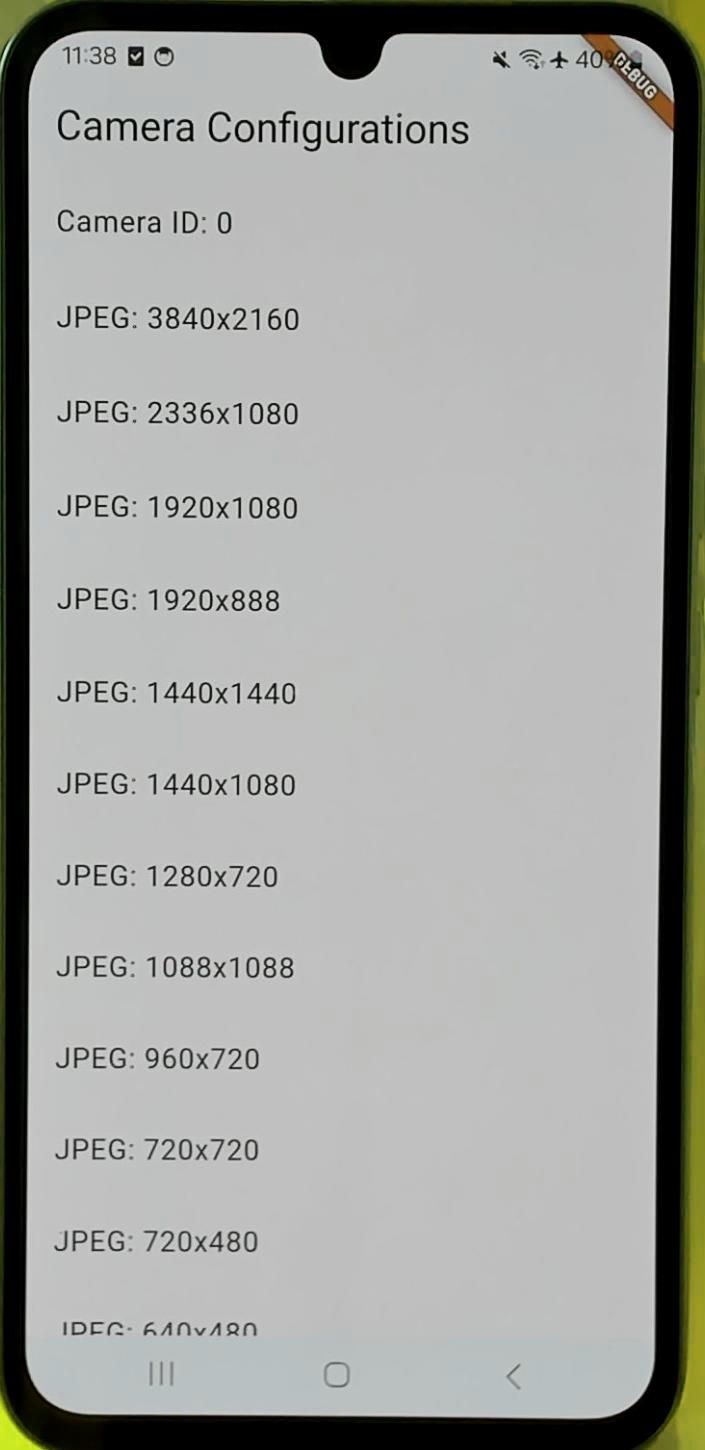 11:38
40%
DEBUG
Camera Configurations
Camera ID: 0
JPEG: 3840x2160
JPEG: 2336x1080
JPEG: 1920x1080
JPEG: 1920x888
JPEG: 1440x1440
JPEG: 1440x1080
JPEG: 1280x720
JPEG: 1088x1088
JPEG: 960x720
JPEG: 720x720
JPEG: 720x480
JPEG: 640x480